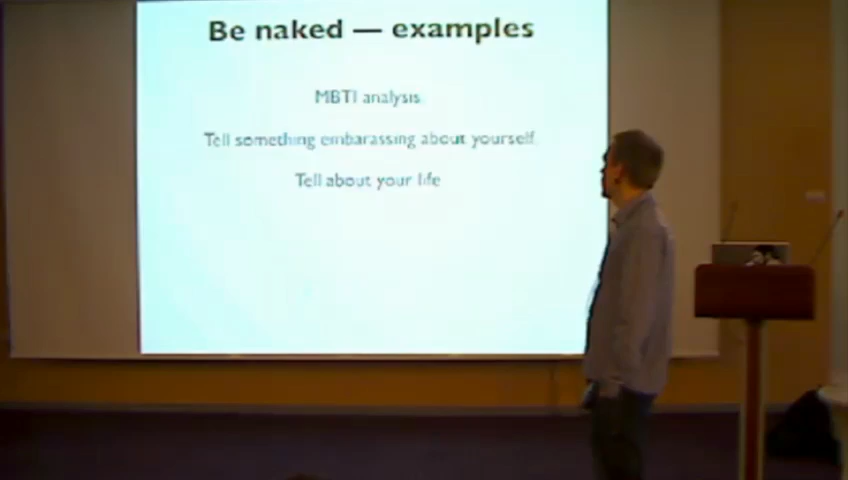 Be naked — examples
MBTI analysis
Tell something embarassing about yourself
Tell about your life